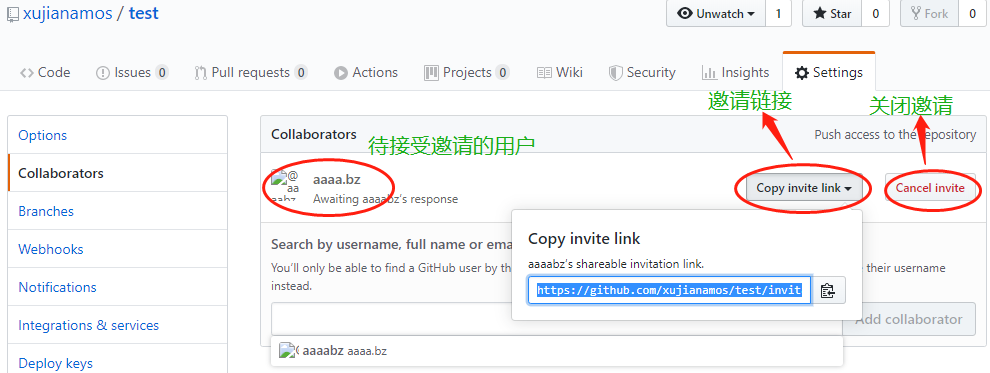 xujianamos / test
Unwatch 1 Star 0 Fork 0
Code Issues 0 Pull requests 0 Actions Projects 0 Wiki Security Insights Settings
邀请链接 关闭邀请
Options
Collaborators
Branches
Webhooks
Notifications
Integrations & services
Deploy keys
Collaborators 待接受邀请的用户 Push access to the repository
@
aa
aabz
aaaa.bz
Awaiting aaaabz's response
Copy invite link
Cancel invite
Search by username, full name or ema
You'll only be able to find a GitHub user by th
their username
instead.
Copy invite link
aaaabz's shareable invitation link.
https://github.com/xujianamos/test/invit
Add collaborator
aaaabz aaaa.bz